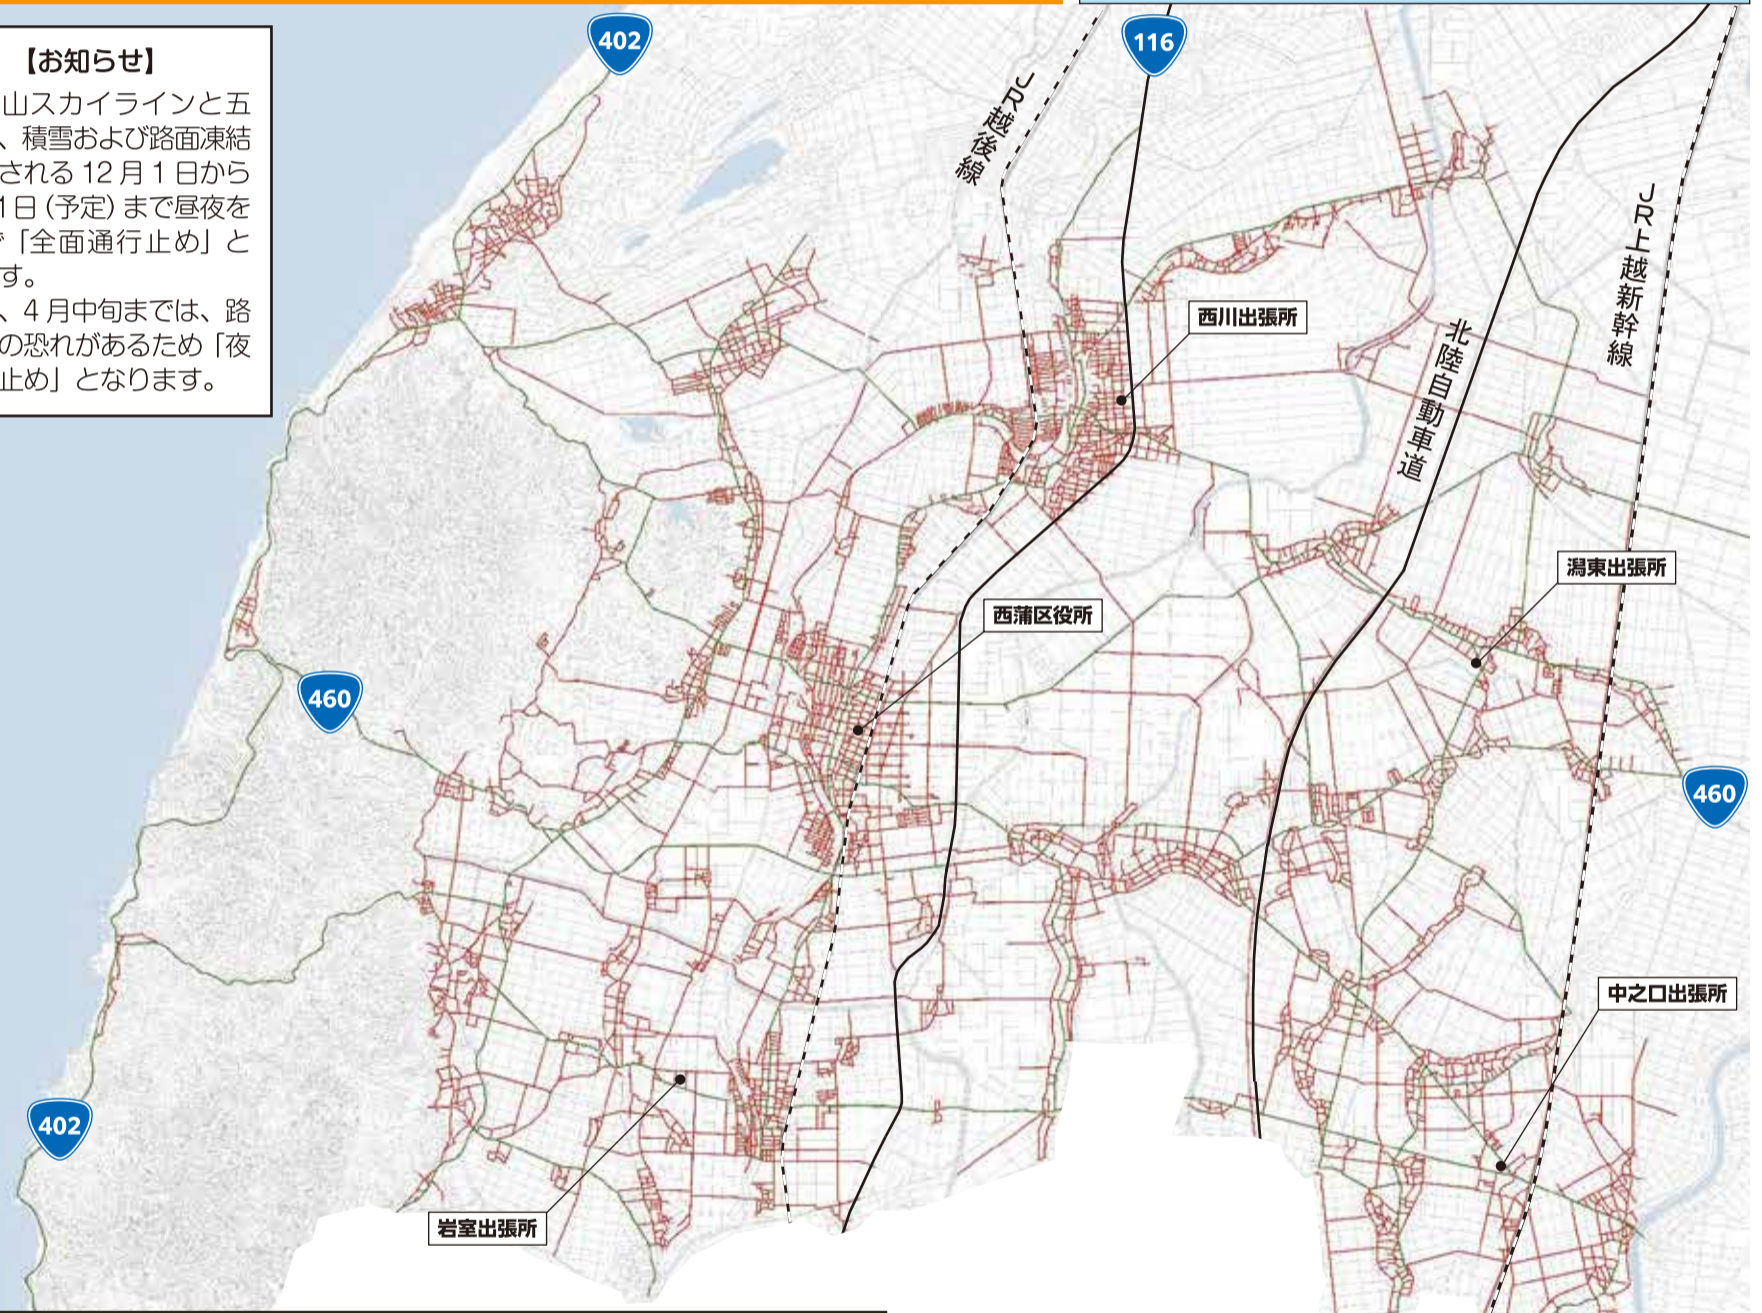 【お知らせ】
山スカイラインと五
、積雪および路面凍結
される 12 月 1 日から
1日 (予定) まで昼夜を
「全面通行止め」と
す。
、4 月中旬までは、路
の恐れがあるため「夜
止め」となります。
402
116
JR越後線
JR上越新幹線
西川出張所
北陸自動車道
潟東出張所
西蒲区役所
460
460
中之口出張所
402
岩室出張所